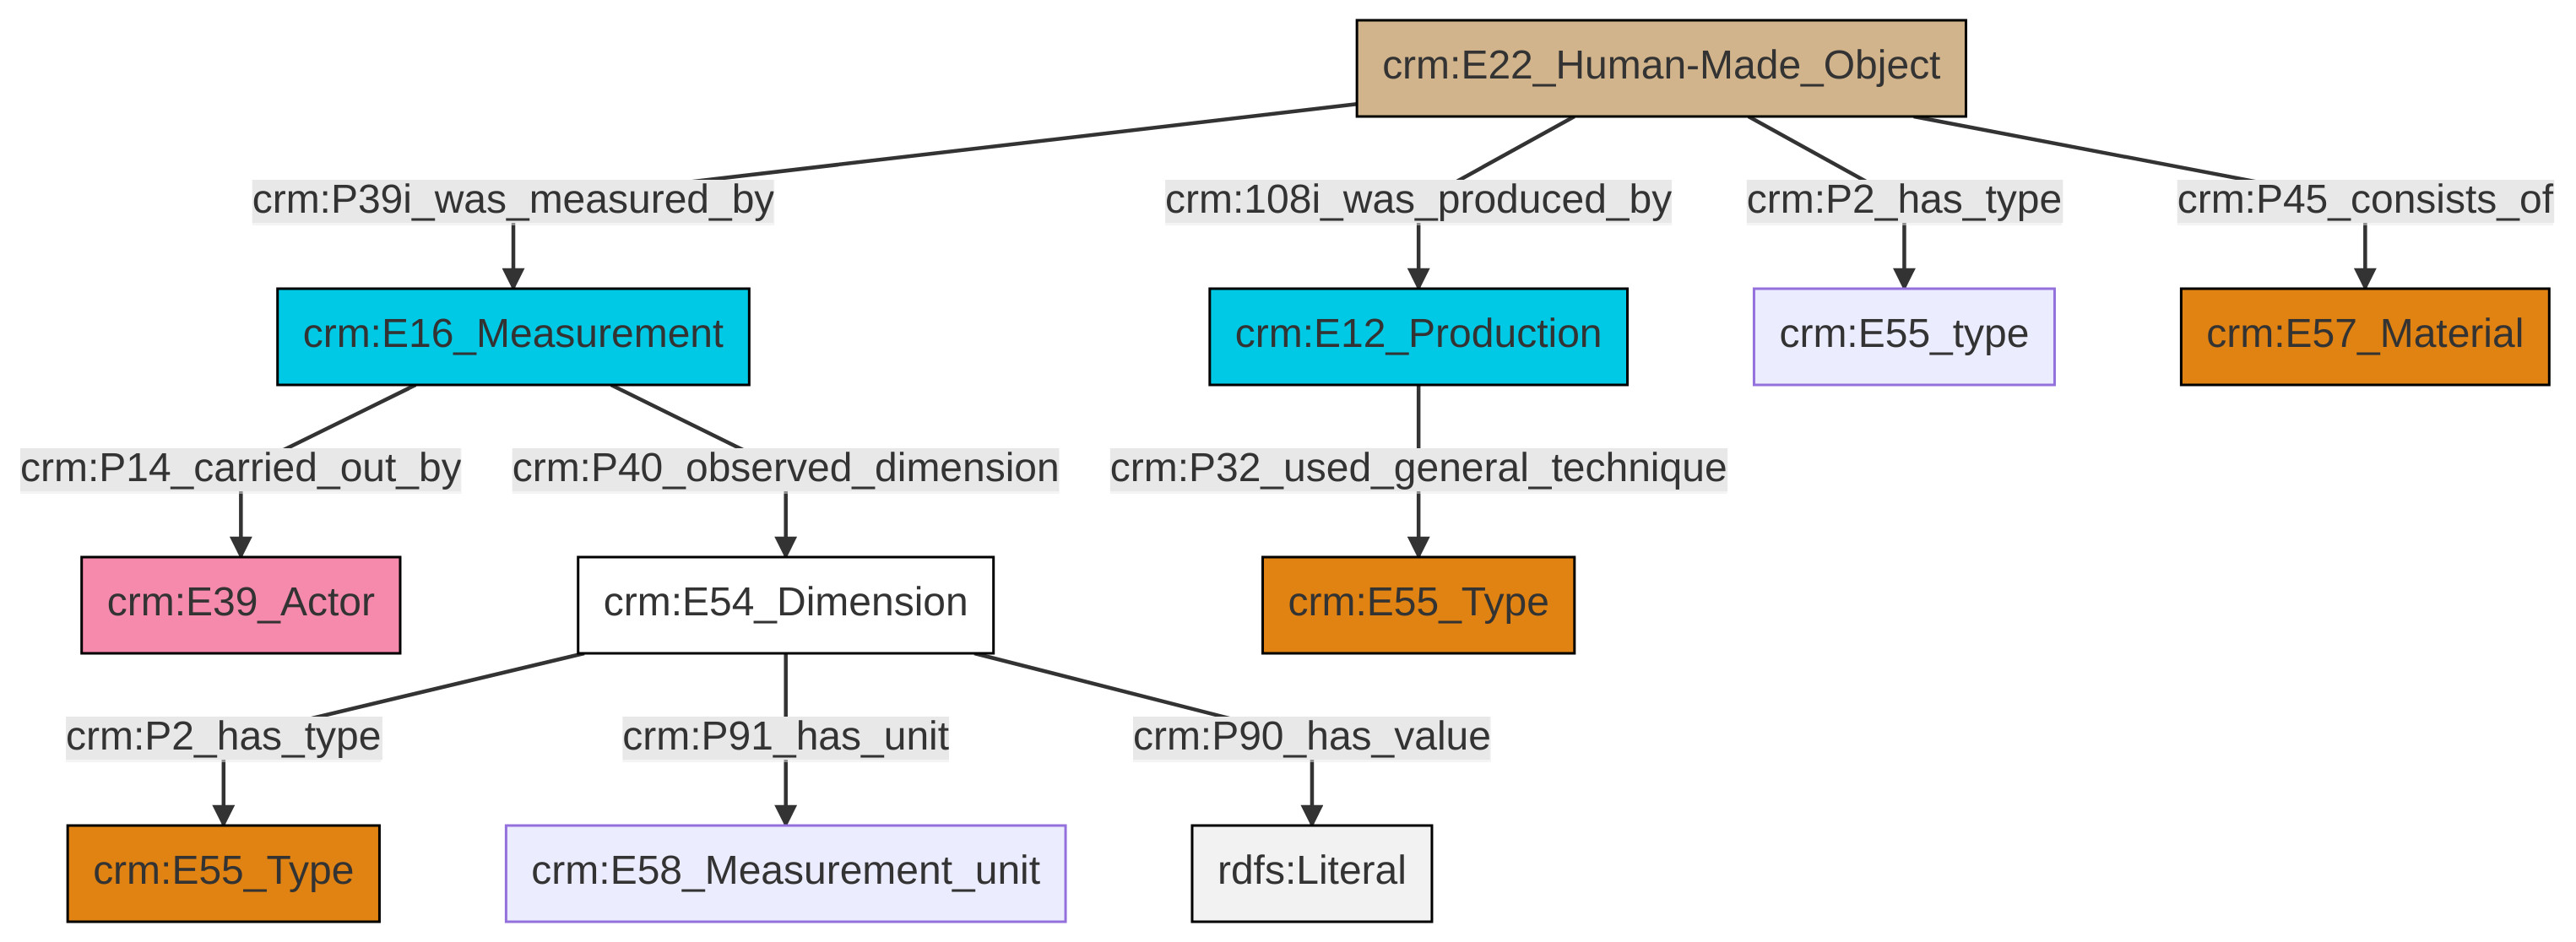 crm:E22_Human-Made_Object
crm:P39i_was_measured_by
crm:108i_was_produced_by
crm:P2_has_type
crm:P45_consists_of
crm:E16_Measurement
crm:E12_Production
crm:E55_type
crm:E57_Material
crm:P14_carried_out_by
crm:P40_observed_dimension
crm:P32_used_general_technique
crm:E39_Actor
crm:E54_Dimension
crm:E55_Type
crm:P2_has_type
crm:P91_has_unit
crm:P90_has_value
crm:E55_Type
crm:E58_Measurement_unit
rdfs:Literal